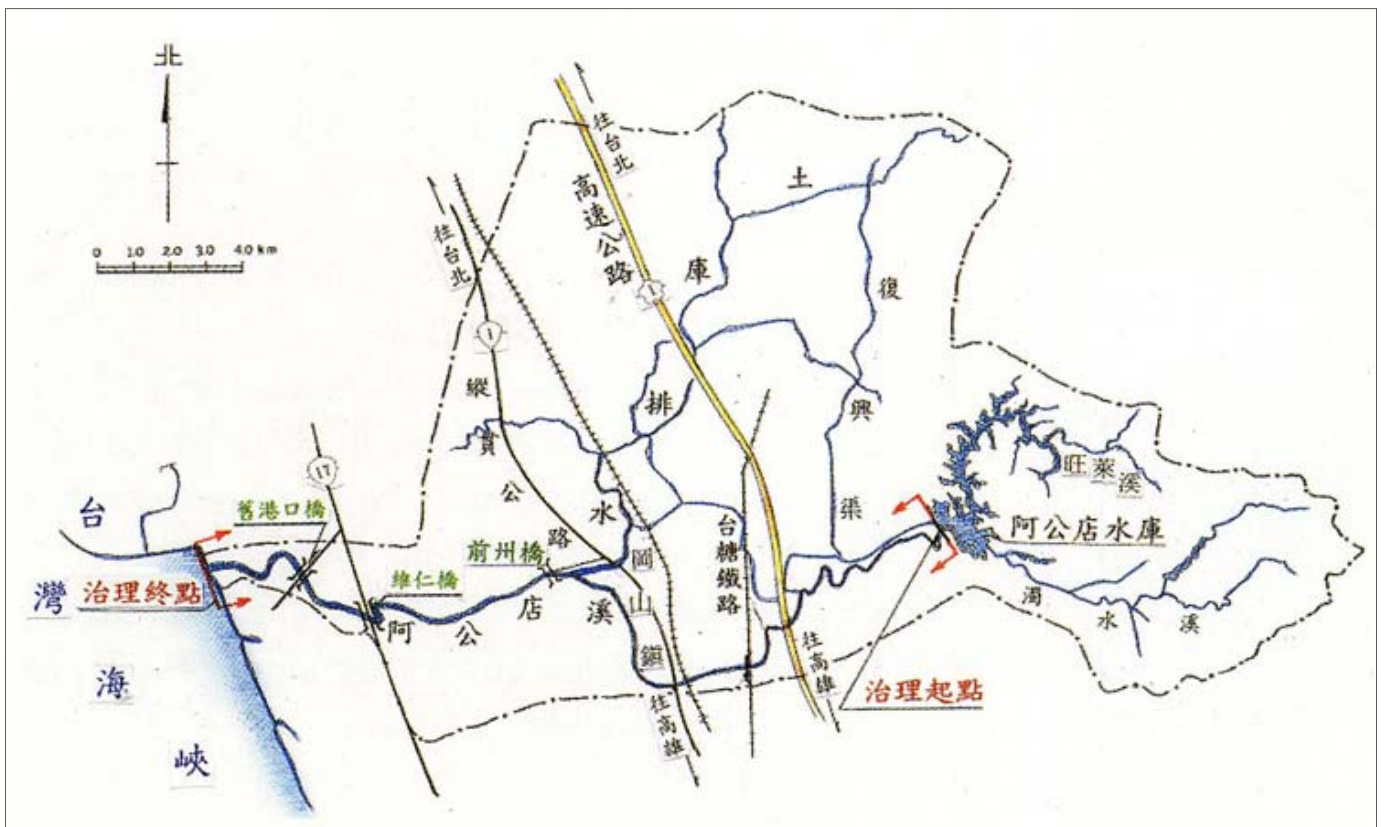 北
0 1.0 2.0 3.0 4.0 km
往台北
往台北
高速公路
1
1
土庫排水
復興渠
縱貫公路
17
舊港口橋
前州橋
維仁橋
阿公店溪
岡山鎮
台糖鐵路
旺萊溪
阿公店水庫
濁水溪
治理終點
治理起點
往高雄
往高雄
台灣海峽